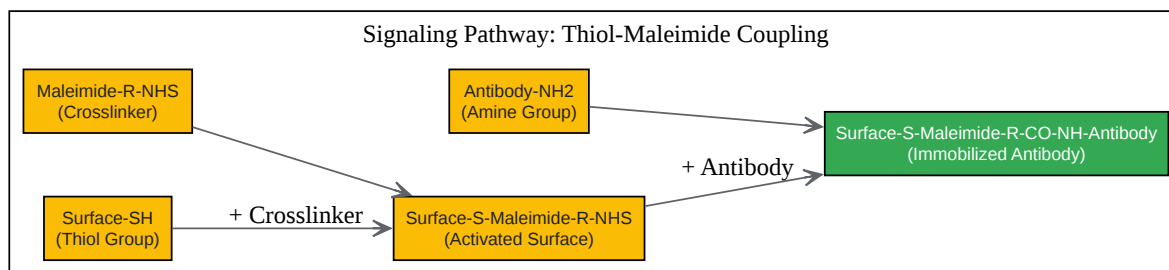 Signaling Pathway: Thiol-Maleimide Coupling
Maleimide-R-NHS
(Crosslinker)
Antibody-NH2
(Amine Group)
Surface-S-Maleimide-R-CO-NH-Antibody
(Immobilized Antibody)
+ Antibody
Surface-SH
(Thiol Group)
+ Crosslinker
Surface-S-Maleimide-R-NHS
(Activated Surface)